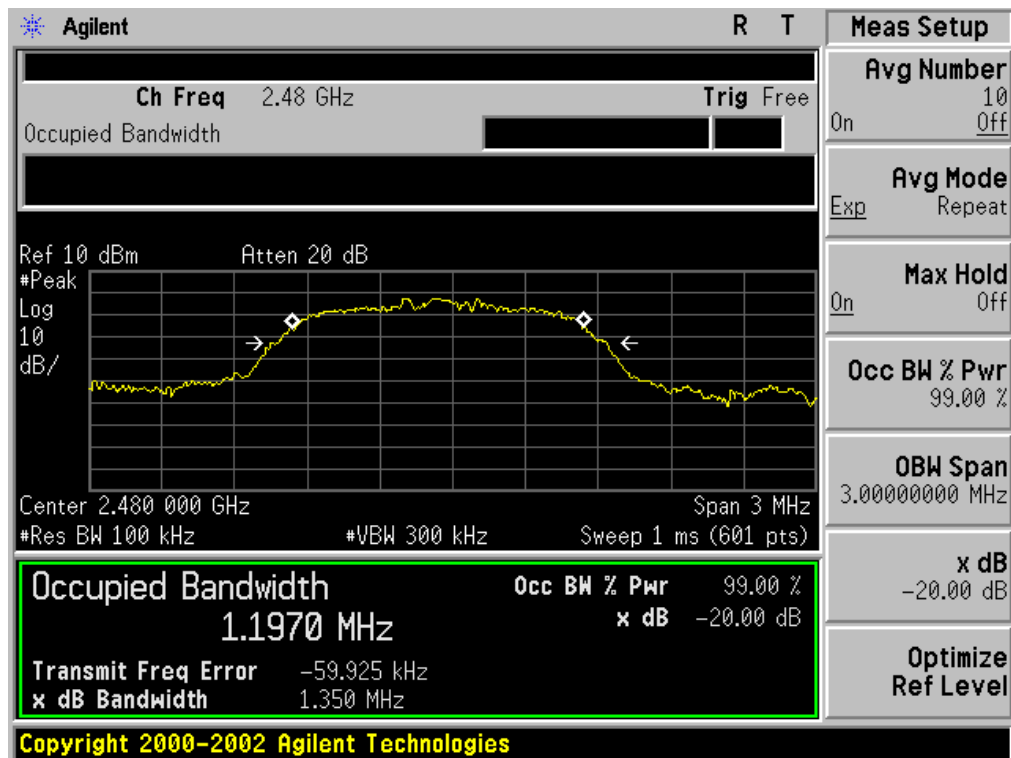 Agilent R T Meas Setup
Ch Freq 2.48 GHz Trig Free
Occupied Bandwidth
Ref 10 dBm Atten 20 dB
#Peak
Log
10
dB/
Center 2.480 000 GHz Span 3 MHz
#Res BW 100 kHz #VBW 300 kHz Sweep 1 ms (601 pts)
Occupied Bandwidth Occ BW % Pwr 99.00 %
1.1970 MHz x dB -20.00 dB
Transmit Freq Error -59.925 kHz
x dB Bandwidth 1.350 MHz
Copyright 2000-2002 Agilent Technologies
Avg Number
10
On Off
Avg Mode
Exp Repeat
Max Hold
On Off
Occ BW % Pwr
99.00 %
OBW Span
3.00000000 MHz
x dB
-20.00 dB
Optimize
Ref Level